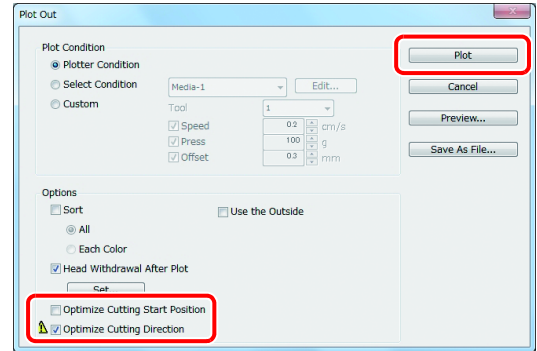 Plot Out
Plot Condition
Plotter Condition
Select Condition
Media-1
Edit...
Custom
Tool
1
Speed
0.2
cm/s
Press
100
g
Offset
0.3
mm
Plot
Cancel
Preview...
Save As File...
Options
Sort
Use the Outside
All
Each Color
Head Withdrawal After Plot
Set...
Optimize Cutting Start Position
Optimize Cutting Direction